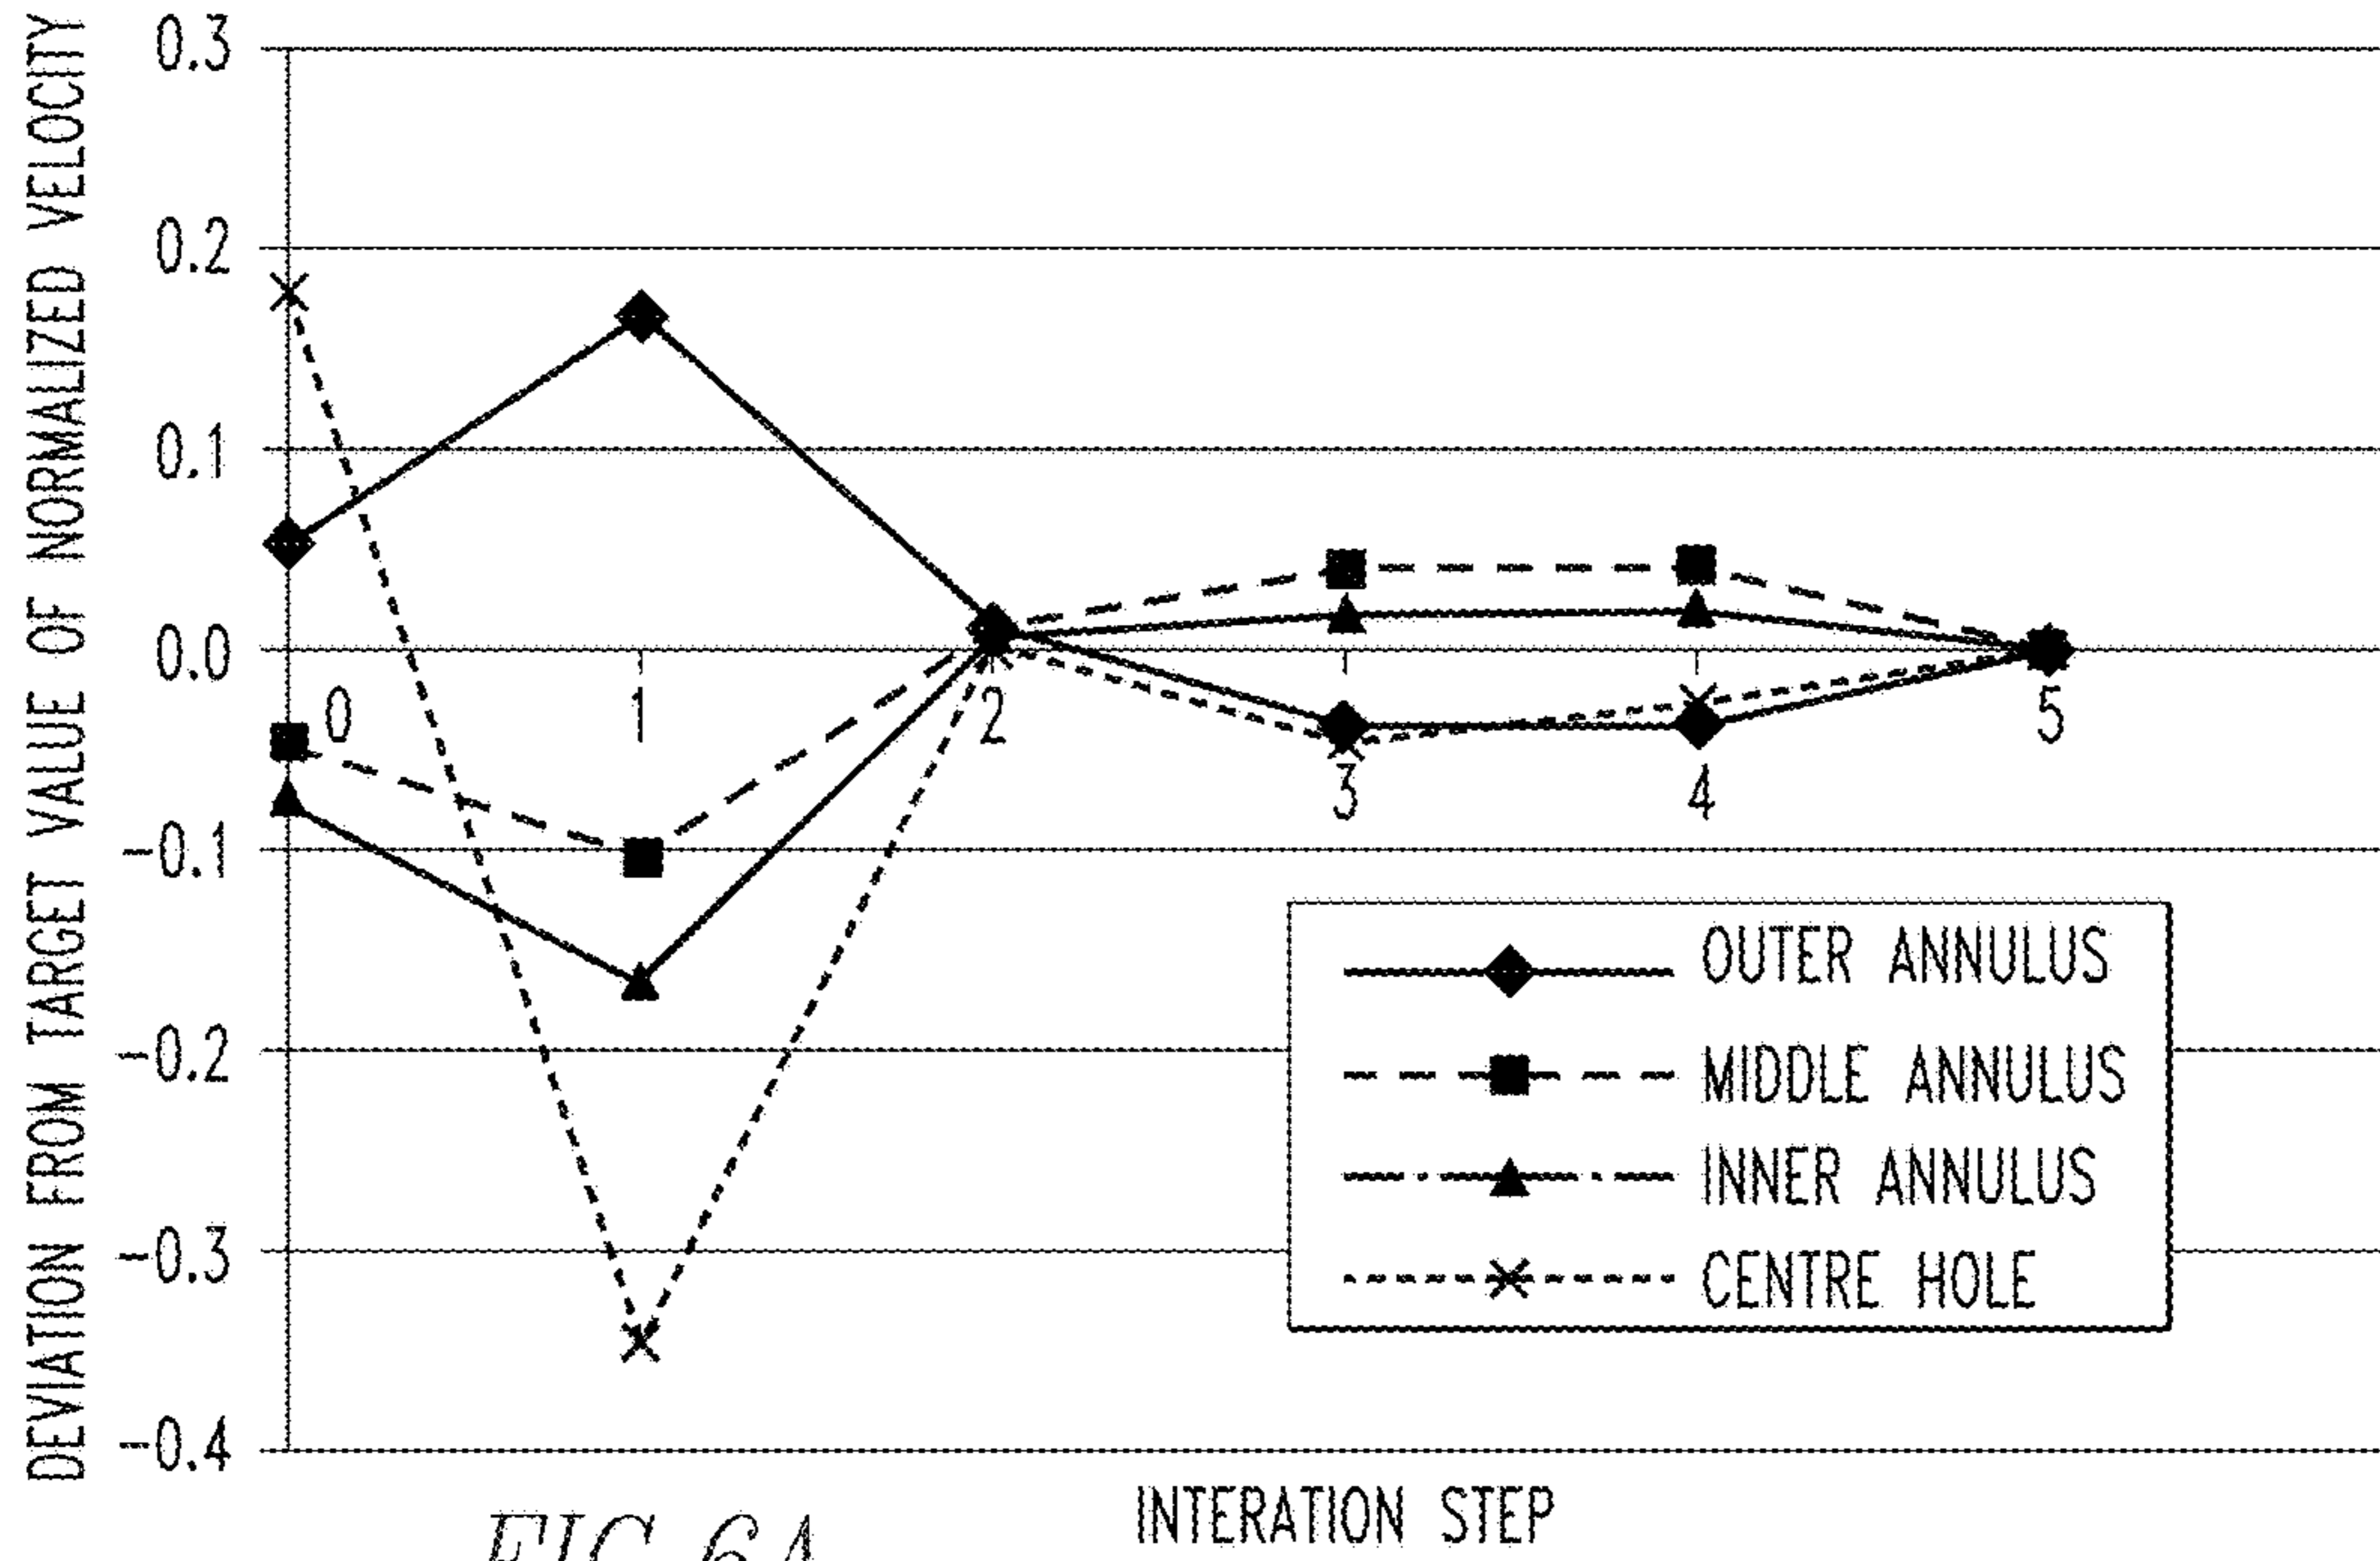 DEVIATION FROM TARGET VALUE OF NORMALIZED VELOCITY
0.3
0.2
0.1
0.0
-0.1
-0.2
-0.3
-0.4
0
1
2
3
4
5
OUTER ANNULUS
MIDDLE ANNULUS
INNER ANNULUS
CENTRE HOLE
INTERATION STEP
FIG. 6A